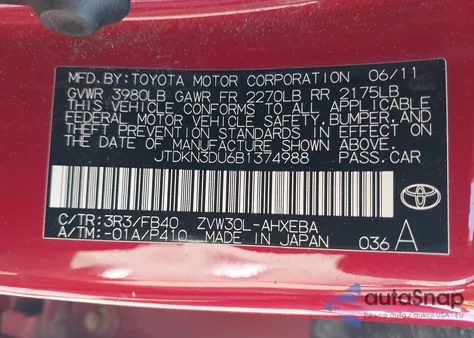 MFD.BY:TOYOTA MOTOR CORPORATION 06/11
GVWR 3980LB GAWR FR 2270LB RR 2175LB
THIS VEHICLE CONFORMS TO ALL APPLICABLE
FEDERAL MOTOR VEHICLE SAFETY,BUMPER,AND
THEFT PREVENTION STANDARDS IN EFFECT ON
THE DATE OF MANUFACTURE SHOWN ABOVE.
JTDKN3DU6B1374988 PASS.CAR
C/TR:3R3/FB40 ZVW30L-AHXEBA
A/TM:-01A/P410 MADE IN JAPAN 036 A
autoSnap